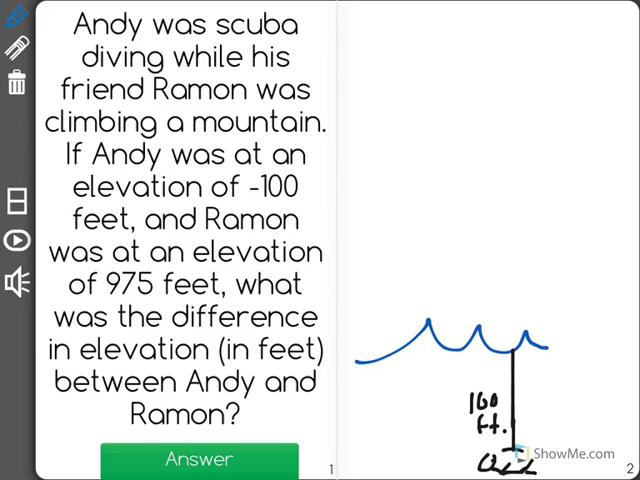 Andy was scuba
diving while his
friend Ramon was
climbing a mountain.
If Andy was at an
elevation of -100
feet, and Ramon
was at an elevation
of 975 feet, what
was the difference
in elevation (in feet)
between Andy and
Ramon?
Answer
1
100
ft.
ShowMe.com
2